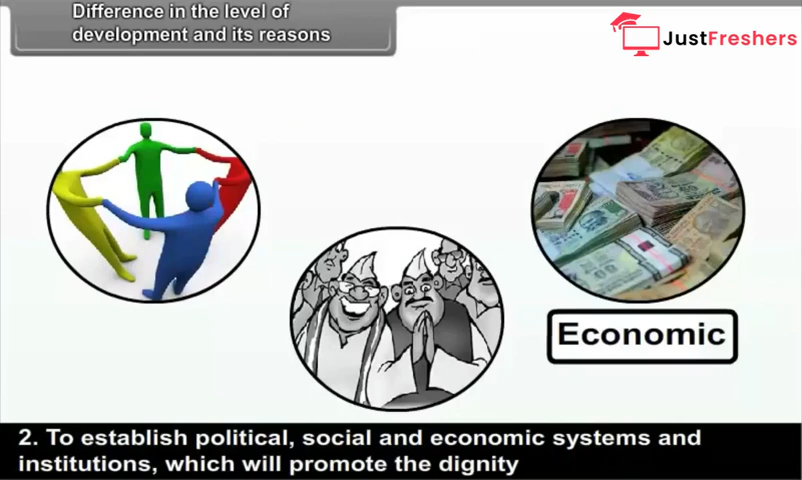 Difference in the level of
development and its reasons
JustFreshers
Economic
2. To establish political, social and economic systems and
institutions, which will promote the dignity